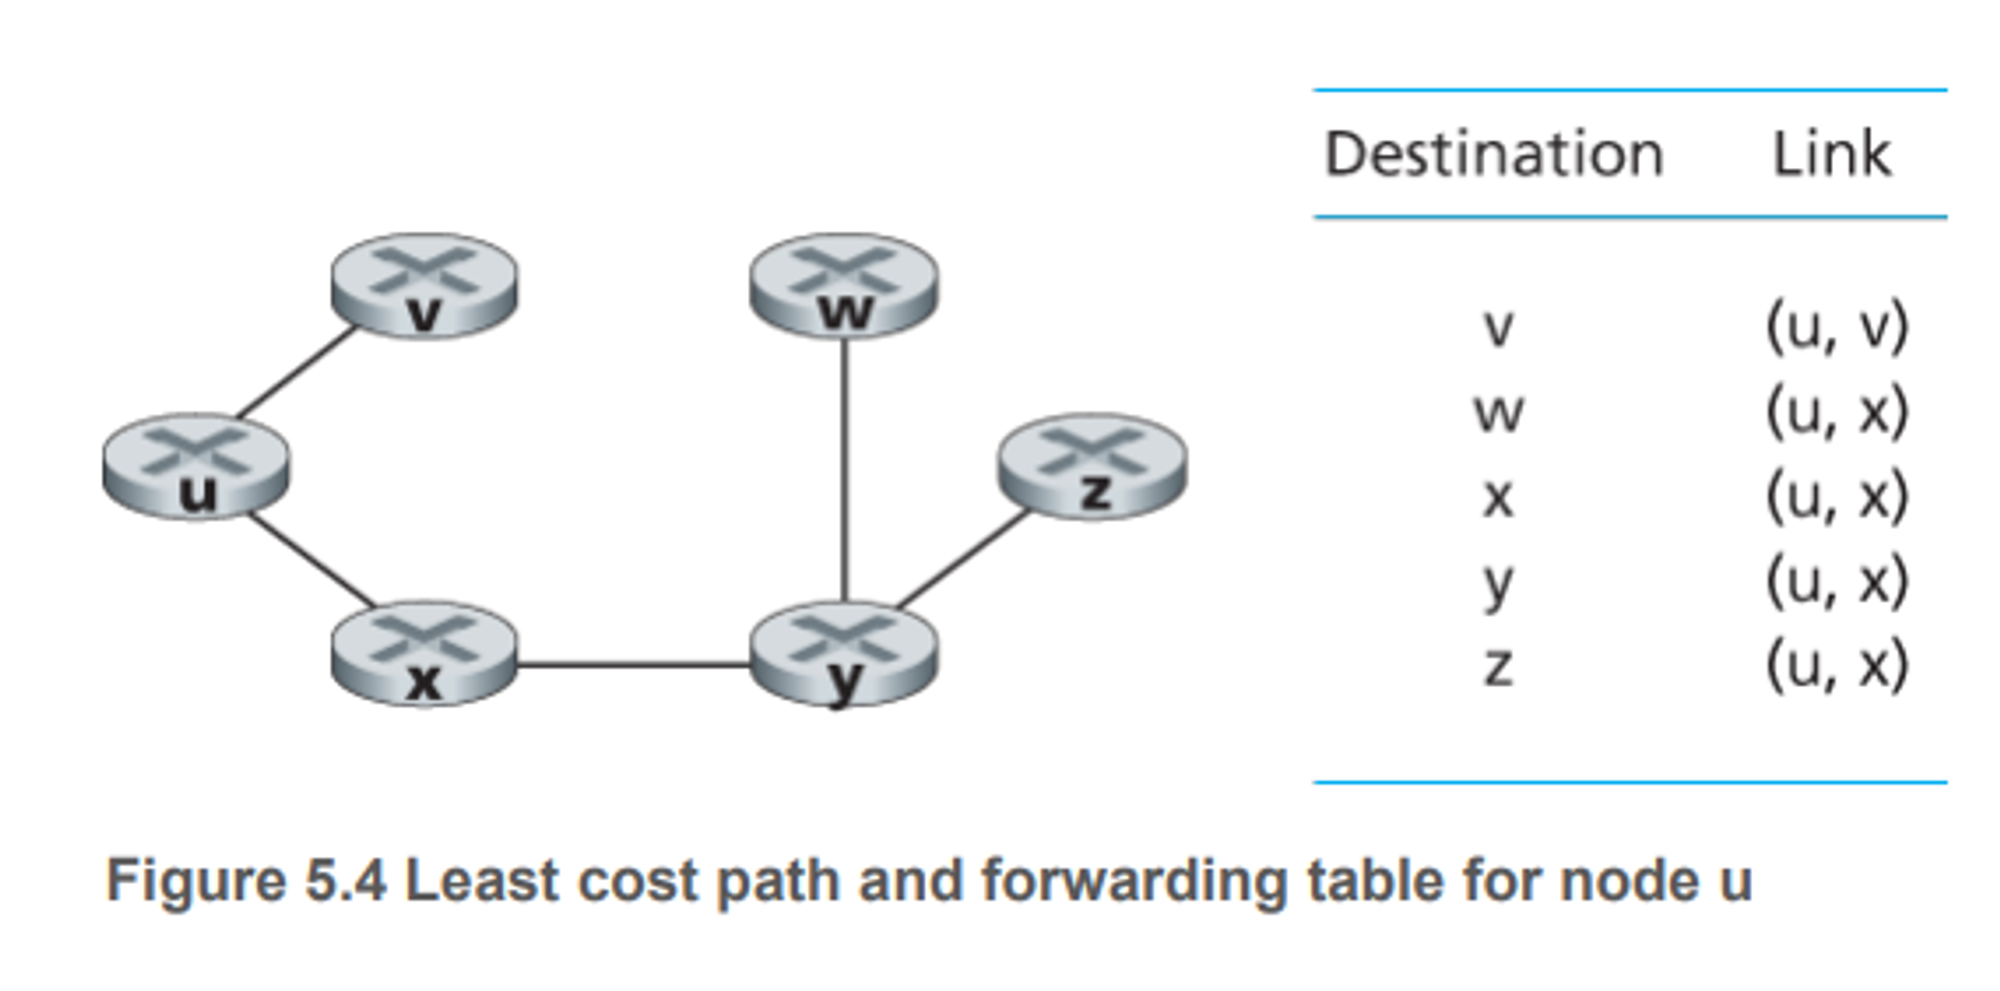 Destination Link
v
w
u
z
x
y
v (u, v)
w (u, x)
x (u, x)
y (u, x)
z (u, x)
Figure 5.4 Least cost path and forwarding table for node u